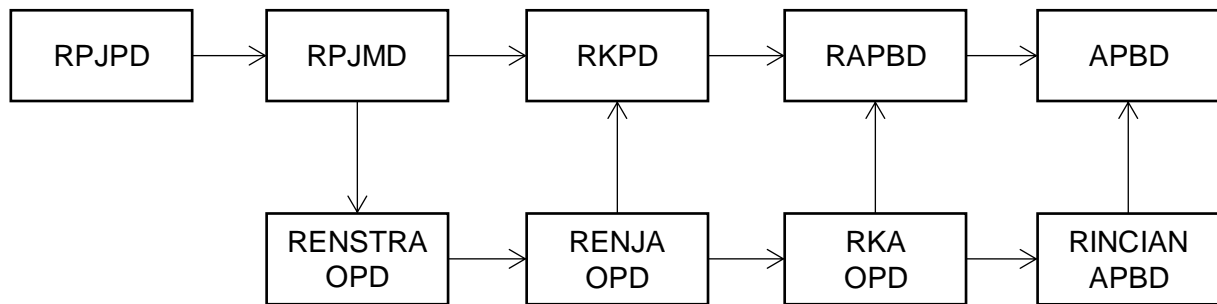 RPJPD
RPJMD
RKPD
RAPBD
APBD
RENSTRA
OPD
RENJA
OPD
RKA
OPD
RINCIAN
APBD